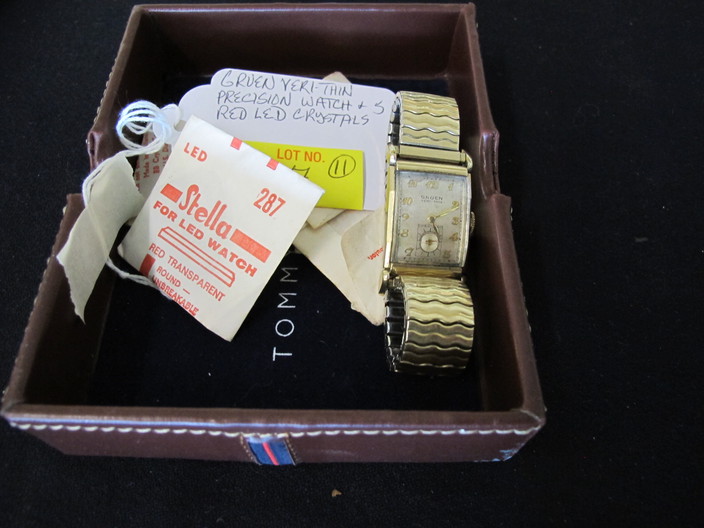 GRUEN VERI-THIN
PRECISION WATCH + 5
RED LED CRYSTALS
LOT NO.
11
LED
287
Stella
FOR LED WATCH
RED TRANSPARENT
ROUND -
UNBREAKABLE
GRUEN
TOMM